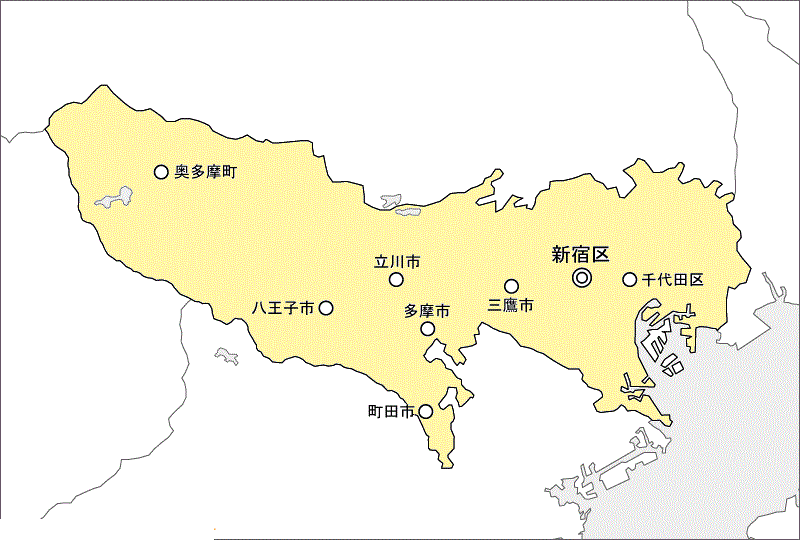 奥多摩町
新宿区
立川市
千代田区
八王子市
多摩市
三鷹市
町田市